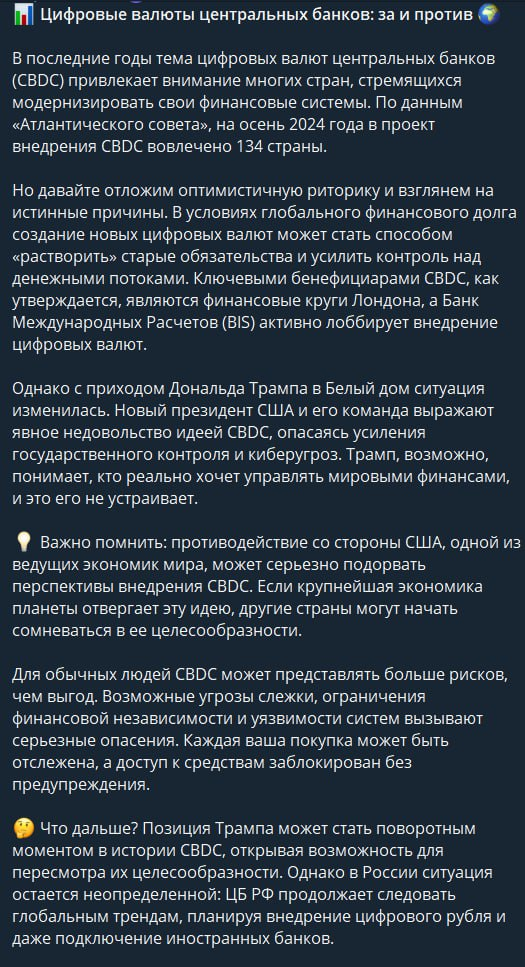 📊 Цифровые валюты центральных банков: за и против 🌍
В последние годы тема цифровых валют центральных банков
(CBDC) привлекает внимание многих стран, стремящихся
модернизировать свои финансовые системы. По данным
«Атлантического совета», на осень 2024 года в проект
внедрения CBDC вовлечено 134 страны.
Но давайте отложим оптимистичную риторику и взглянем на
истинные причины. В условиях глобального финансового долга
создание новых цифровых валют может стать способом
«растворить» старые обязательства и усилить контроль над
денежными потоками. Ключевыми бенефициарами CBDC, как
утверждается, являются финансовые круги Лондона, а Банк
Международных Расчетов (BIS) активно лоббирует внедрение
цифровых валют.
Однако с приходом Дональда Трампа в Белый дом ситуация
изменилась. Новый президент США и его команда выражают
явное недовольство идеей CBDC, опасаясь усиления
государственного контроля и киберугроз. Трамп, возможно,
понимает, кто реально хочет управлять мировыми финансами,
и это его не устраивает.
💡 Важно помнить: противодействие со стороны США, одной из
ведущих экономик мира, может серьезно подорвать
перспективы внедрения CBDC. Если крупнейшая экономика
планеты отвергает эту идею, другие страны могут начать
сомневаться в ее целесообразности.
Для обычных людей CBDC может представлять больше рисков,
чем выгод. Возможные угрозы слежки, ограничения
финансовой независимости и уязвимости систем вызывают
серьезные опасения. Каждая ваша покупка может быть
отслежена, а доступ к средствам заблокирован без
предупреждения.
🤔 Что дальше? Позиция Трампа может стать поворотным
моментом в истории CBDC, открывая возможность для
пересмотра их целесообразности. Однако в России ситуация
остается неопределенной: ЦБ РФ продолжает следовать
глобальным трендам, планируя внедрение цифрового рубля и
даже подключение иностранных банков.